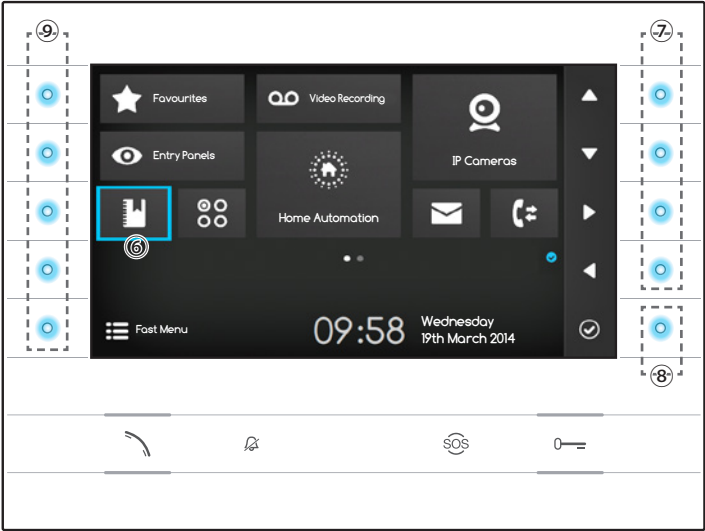 9
7
Favourites
Video Recording
Entry Panels
IP Cameras
Home Automation
6
Fast Menu
09:58
Wednesday
19th March 2014
8
SOS